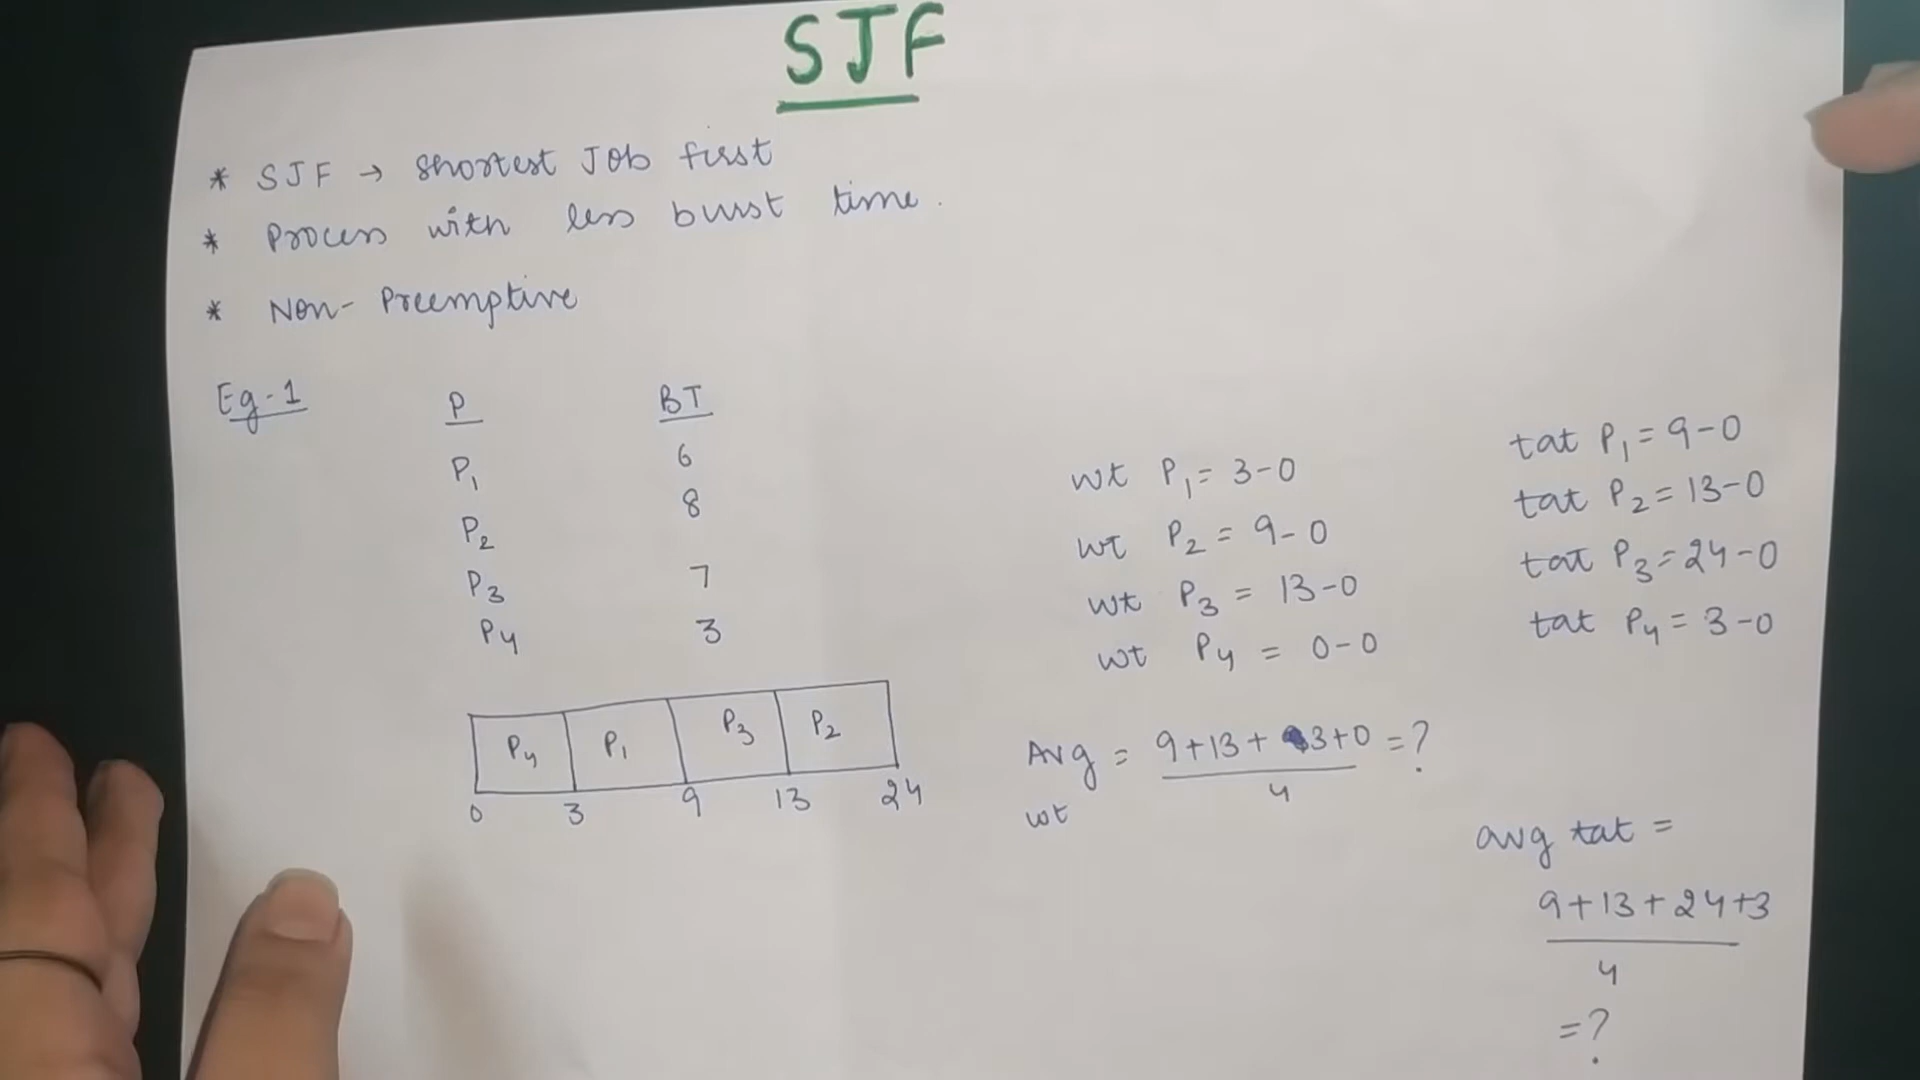 SJF
* SJF → Shortest Job first
* Process with less burst time.
* Non-Preemptive
Eg-1 P BT
P1 6
P2 8
P3 7
P4 3
P4 P1 P3 P2
0 3 9 13 24
wt P1 = 3-0
wt P2 = 9-0
wt P3 = 13-0
wt P4 = 0-0
Avg wt = 9+13+3+0 = ?
4
tat P1 = 9-0
tat P2 = 13-0
tat P3 = 24-0
tat P4 = 3-0
avg tat =
9+13+24+3
4
= ?